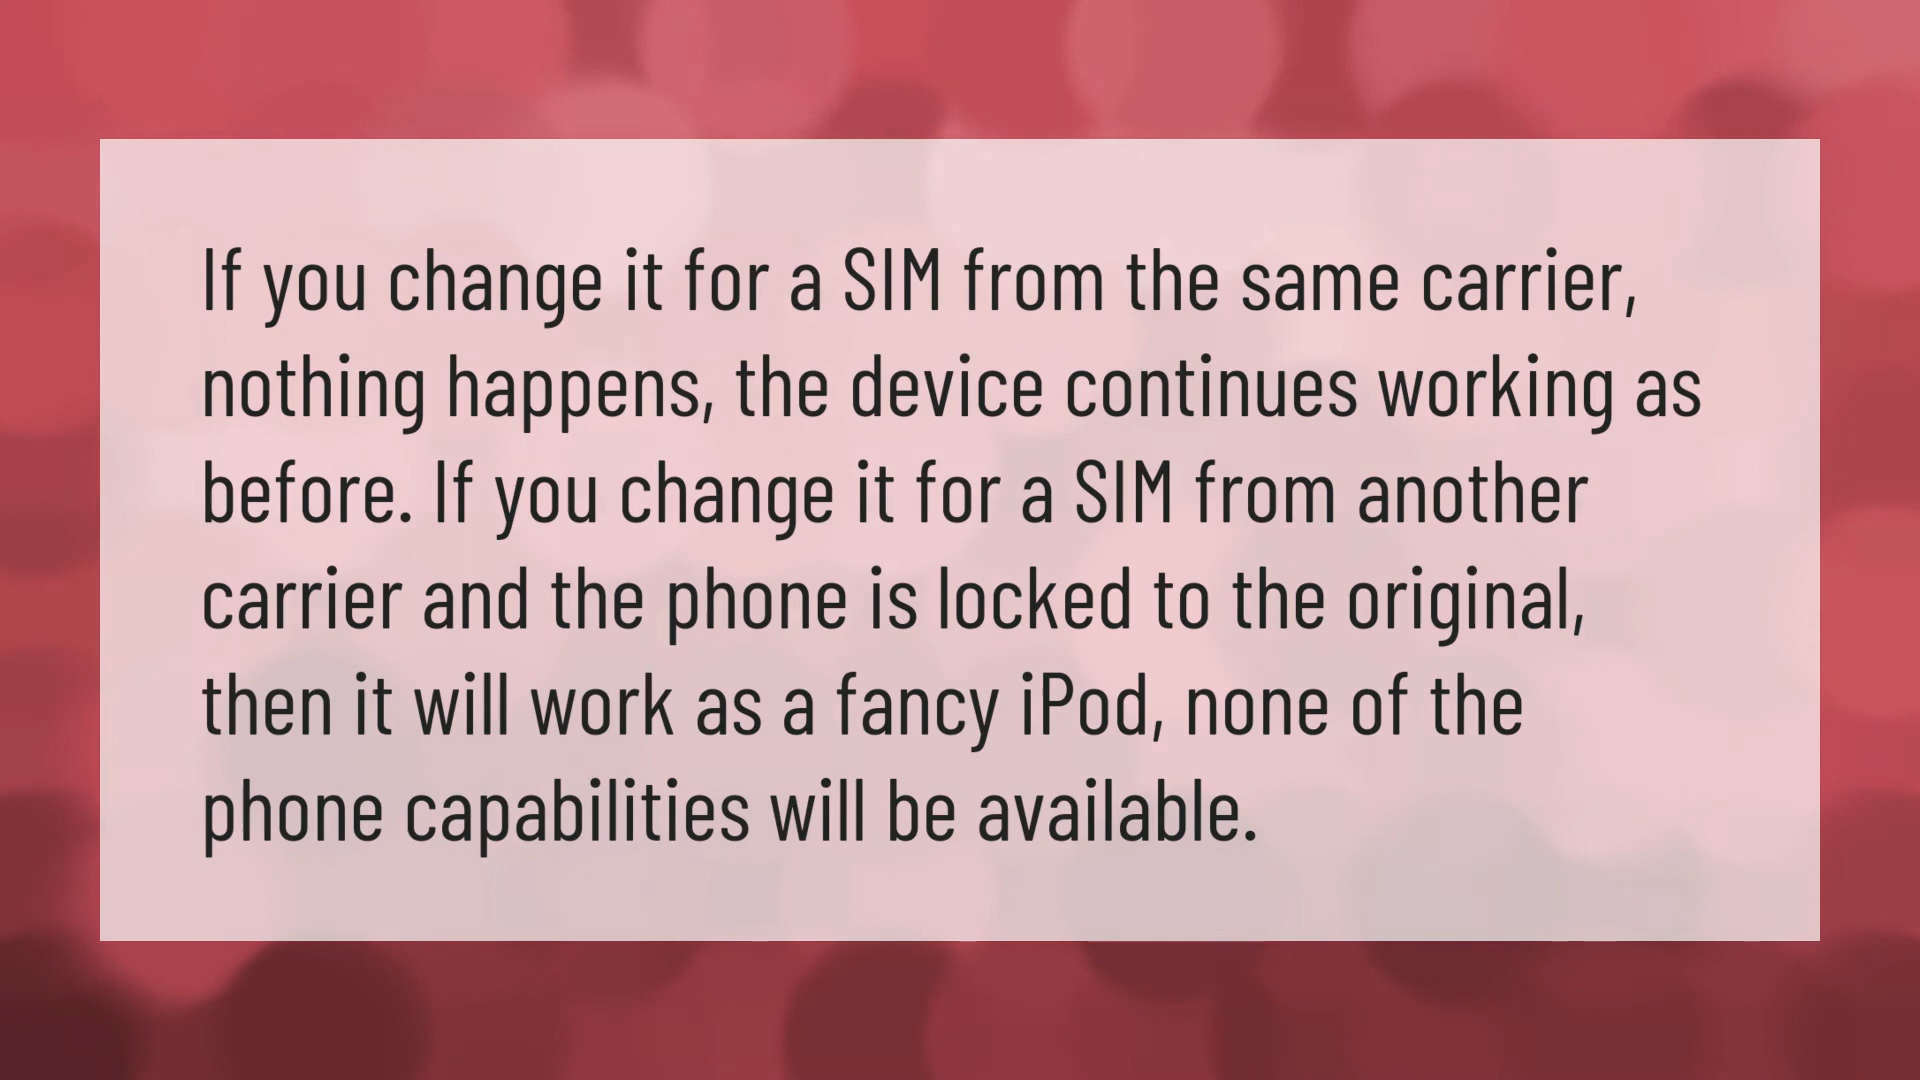 If you change it for a SIM from the same carrier,
nothing happens, the device continues working as
before. If you change it for a SIM from another
carrier and the phone is locked to the original,
then it will work as a fancy iPod, none of the
phone capabilities will be available.